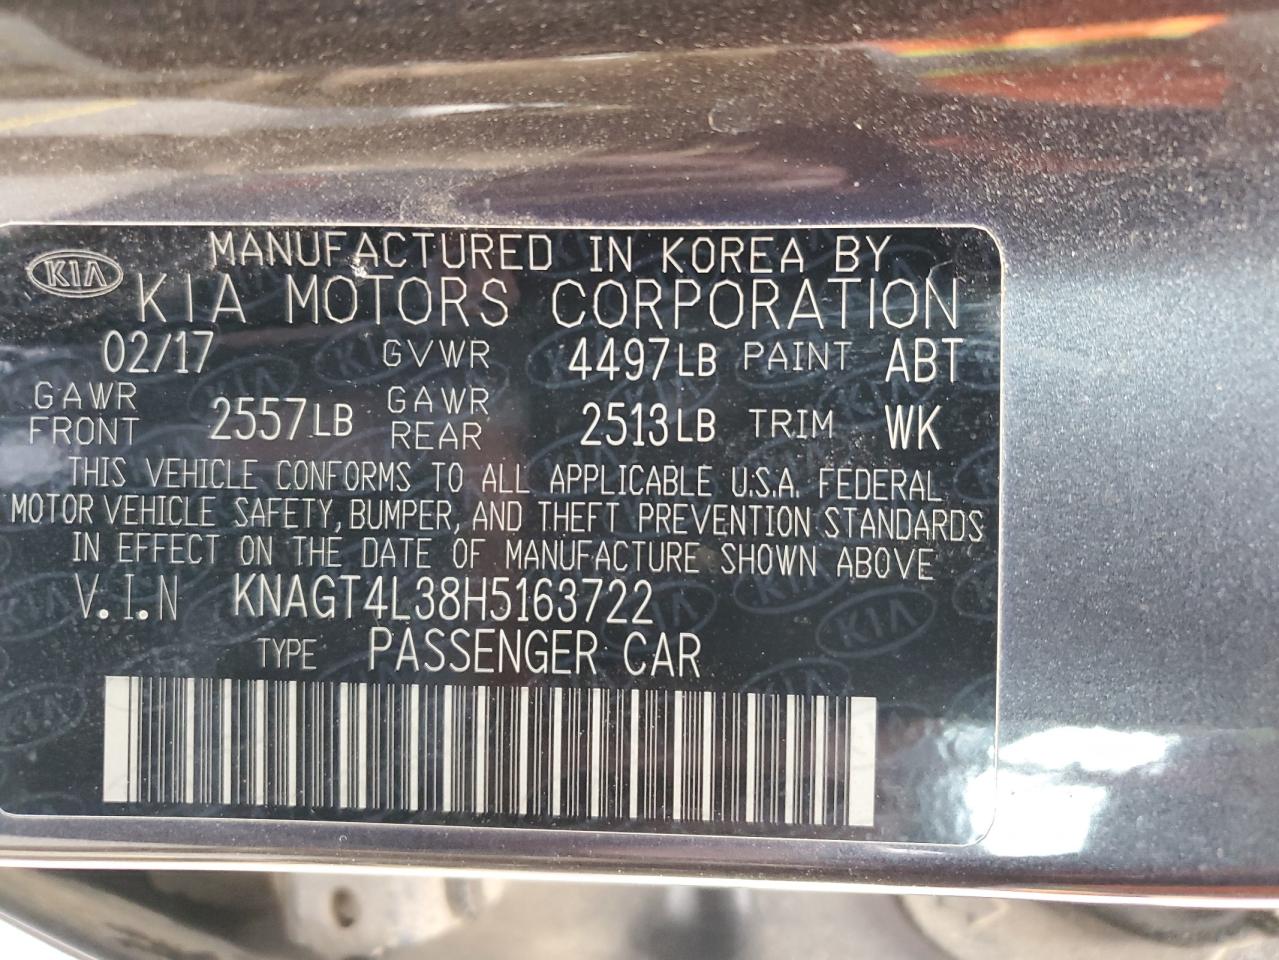 MANUFACTURED IN KOREA BY
KIA KIA MOTORS CORPORATION
02/17 GVWR 4497LB PAINT ABT
GAWR FRONT 2557LB GAWR REAR 2513LB TRIM WK
THIS VEHICLE CONFORMS TO ALL APPLICABLE U.S.A. FEDERAL
MOTOR VEHICLE SAFETY, BUMPER, AND THEFT PREVENTION STANDARDS
IN EFFECT ON THE DATE OF MANUFACTURE SHOWN ABOVE
V.I.N KNAGT4L38H5163722
TYPE PASSENGER CAR